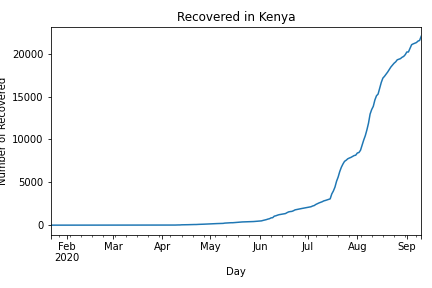 Recovered in Kenya
Number of Recovered
20000
15000
10000
5000
0
Feb Mar Apr May Jun Jul Aug Sep
2020
Day